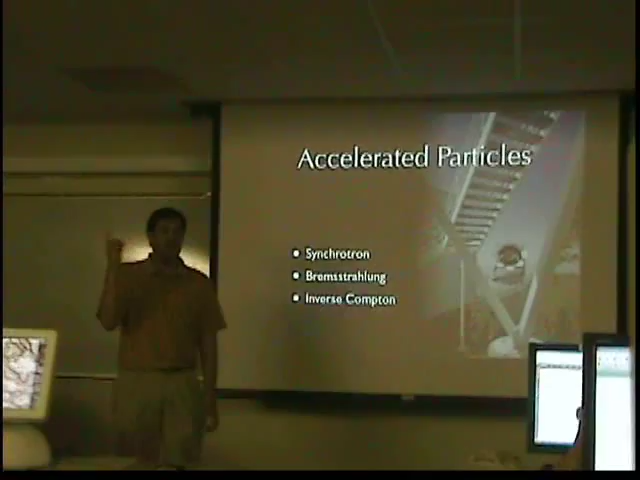 Accelerated Particles
Synchrotron
Bremsstrahlung
Inverse Compton